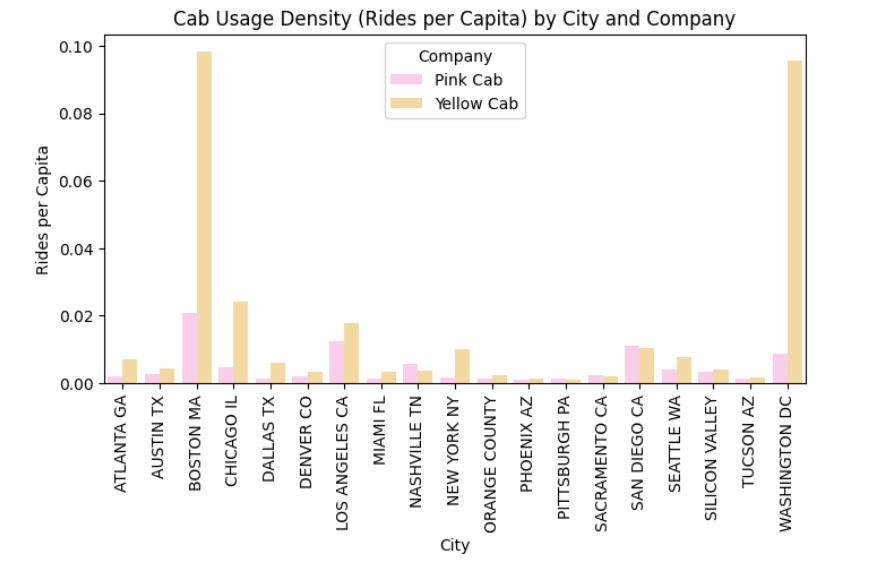 Cab Usage Density (Rides per Capita) by City and Company
Company
Pink Cab
Yellow Cab
Rides per Capita
0.10
0.08
0.06
0.04
0.02
0.00
ATLANTA GA
AUSTIN TX
BOSTON MA
CHICAGO IL
DALLAS TX
DENVER CO
LOS ANGELES CA
MIAMI FL
NASHVILLE TN
NEW YORK NY
ORANGE COUNTY
PHOENIX AZ
PITTSBURGH PA
SACRAMENTO CA
SAN DIEGO CA
SEATTLE WA
SILICON VALLEY
TUCSON AZ
WASHINGTON DC
City